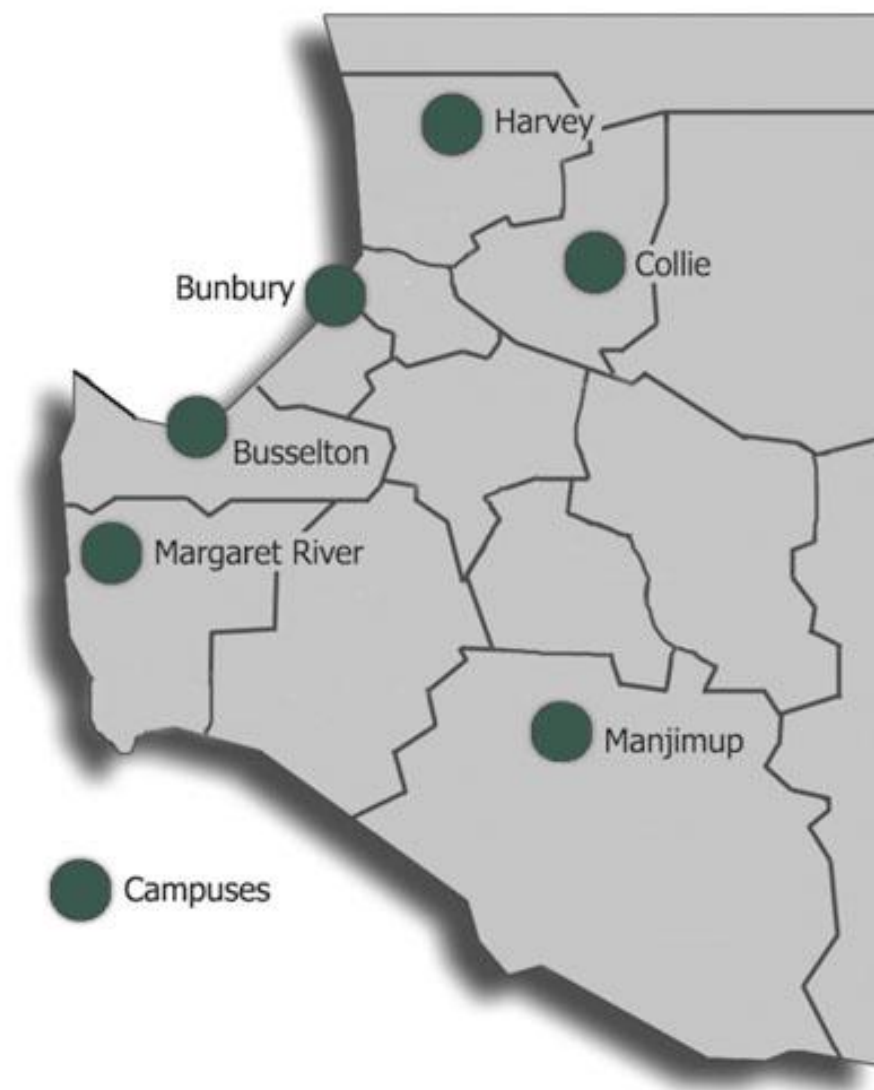 Harvey
Collie
Bunbury
Busselton
Margaret River
Manjimup
Campuses